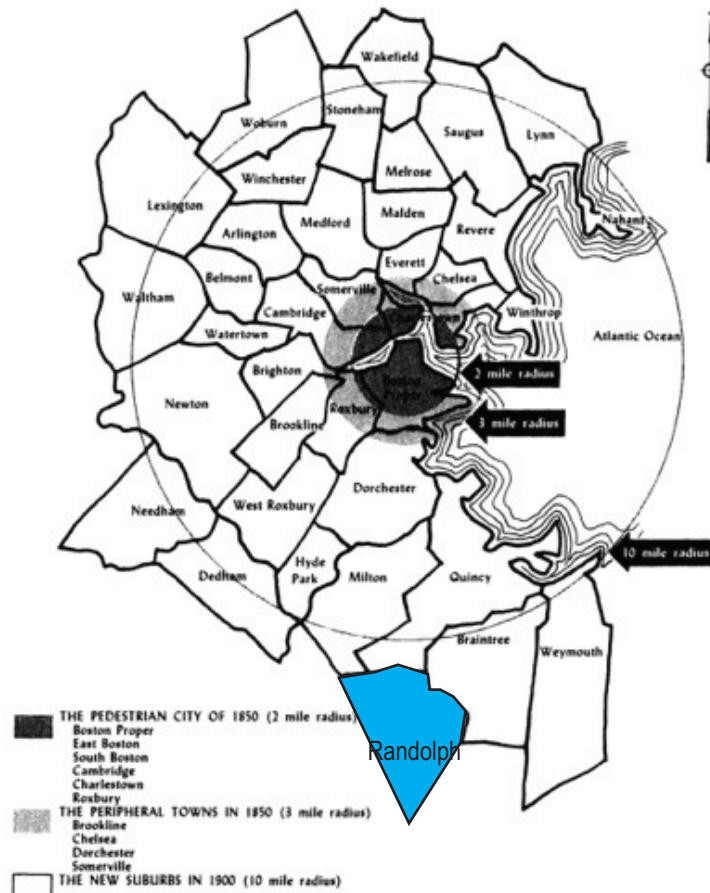 Wakefield
Stoneham
Woburn
Saugus
Lynn
Winchester
Melrose
Lexington
Malden
Medford
Nahant
Arlington
Revere
Everett
Belmont
Chelsea
Somerville
Waltham
Cambridge
Charlestown
Winthrop
Watertown
Atlantic Ocean
Brighton
2 mile radius
Boston
Proper
Newton
Roxbury
3 mile radius
Brookline
Dorchester
West Roxbury
Needham
10 mile radius
Hyde
Park
Dedham
Milton
Quincy
Braintree
Weymouth
Randolph
THE PEDESTRIAN CITY OF 1850 (2 mile radius)
Boston Proper
East Boston
South Boston
Cambridge
Charlestown
Roxbury
THE PERIPHERAL TOWNS IN 1850 (3 mile radius)
Brookline
Chelsea
Dorchester
Somerville
THE NEW SUBURBS IN 1900 (10 mile radius)